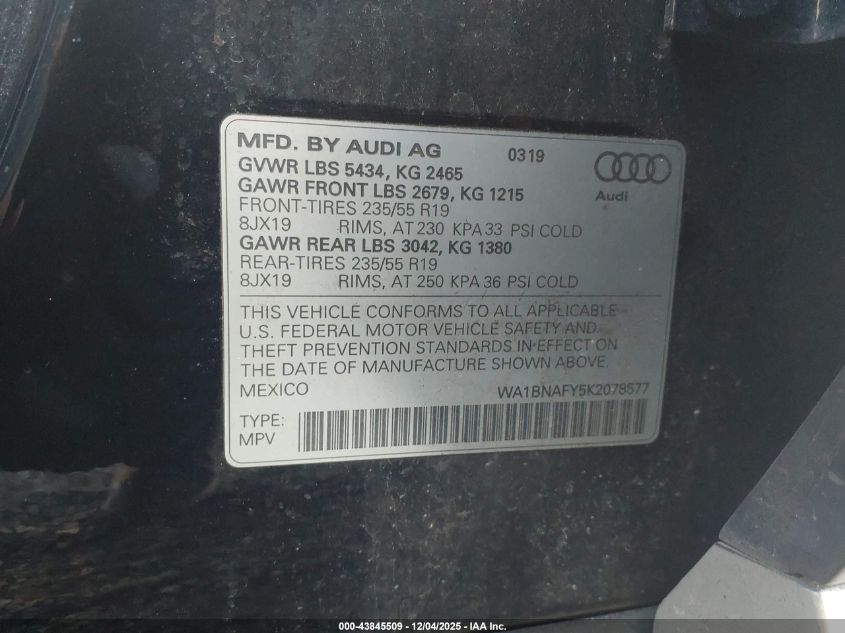 MFD. BY AUDI AG 0319
GVWR LBS 5434, KG 2465
GAWR FRONT LBS 2679, KG 1215
Audi
FRONT-TIRES 235/55 R19
8JX19 RIMS, AT 230 KPA 33 PSI COLD
GAWR REAR LBS 3042, KG 1380
REAR-TIRES 235/55 R19
8JX19 RIMS, AT 250 KPA 36 PSI COLD
THIS VEHICLE CONFORMS TO ALL APPLICABLE
U.S. FEDERAL MOTOR VEHICLE SAFETY AND
THEFT PREVENTION STANDARDS IN EFFECT ON
THE DATE OF MANUFACTURE SHOWN ABOVE.
MEXICO WA1BNAFY5K2078577
TYPE:
MPV
000-43845509 - 12/04/2025 - IAA Inc.